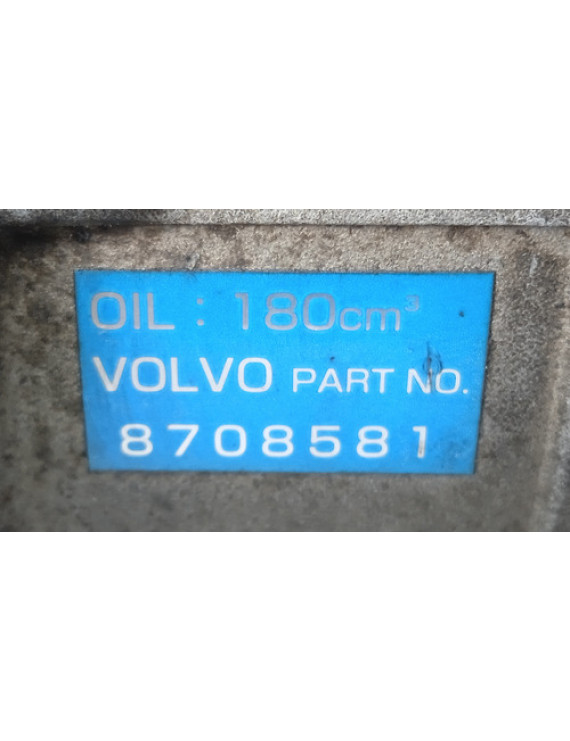 OIL : 180cm³
VOLVO PART NO.
8708581